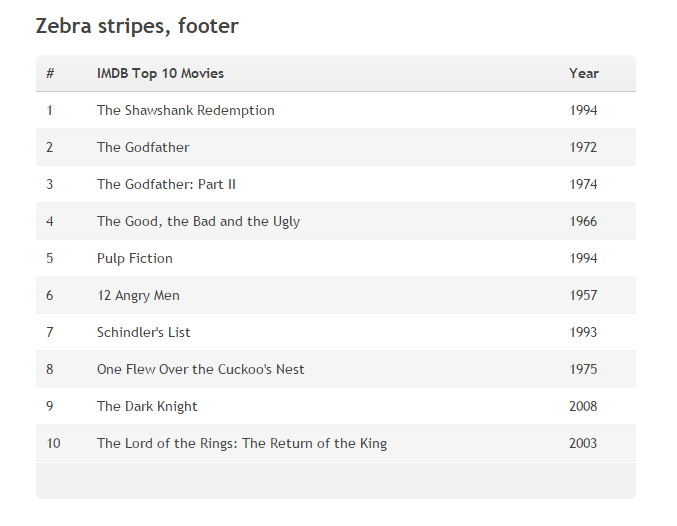 Zebra stripes, footer
# IMDB Top 10 Movies Year
1 The Shawshank Redemption 1994
2 The Godfather 1972
3 The Godfather: Part II 1974
4 The Good, the Bad and the Ugly 1966
5 Pulp Fiction 1994
6 12 Angry Men 1957
7 Schindler's List 1993
8 One Flew Over the Cuckoo's Nest 1975
9 The Dark Knight 2008
10 The Lord of the Rings: The Return of the King 2003